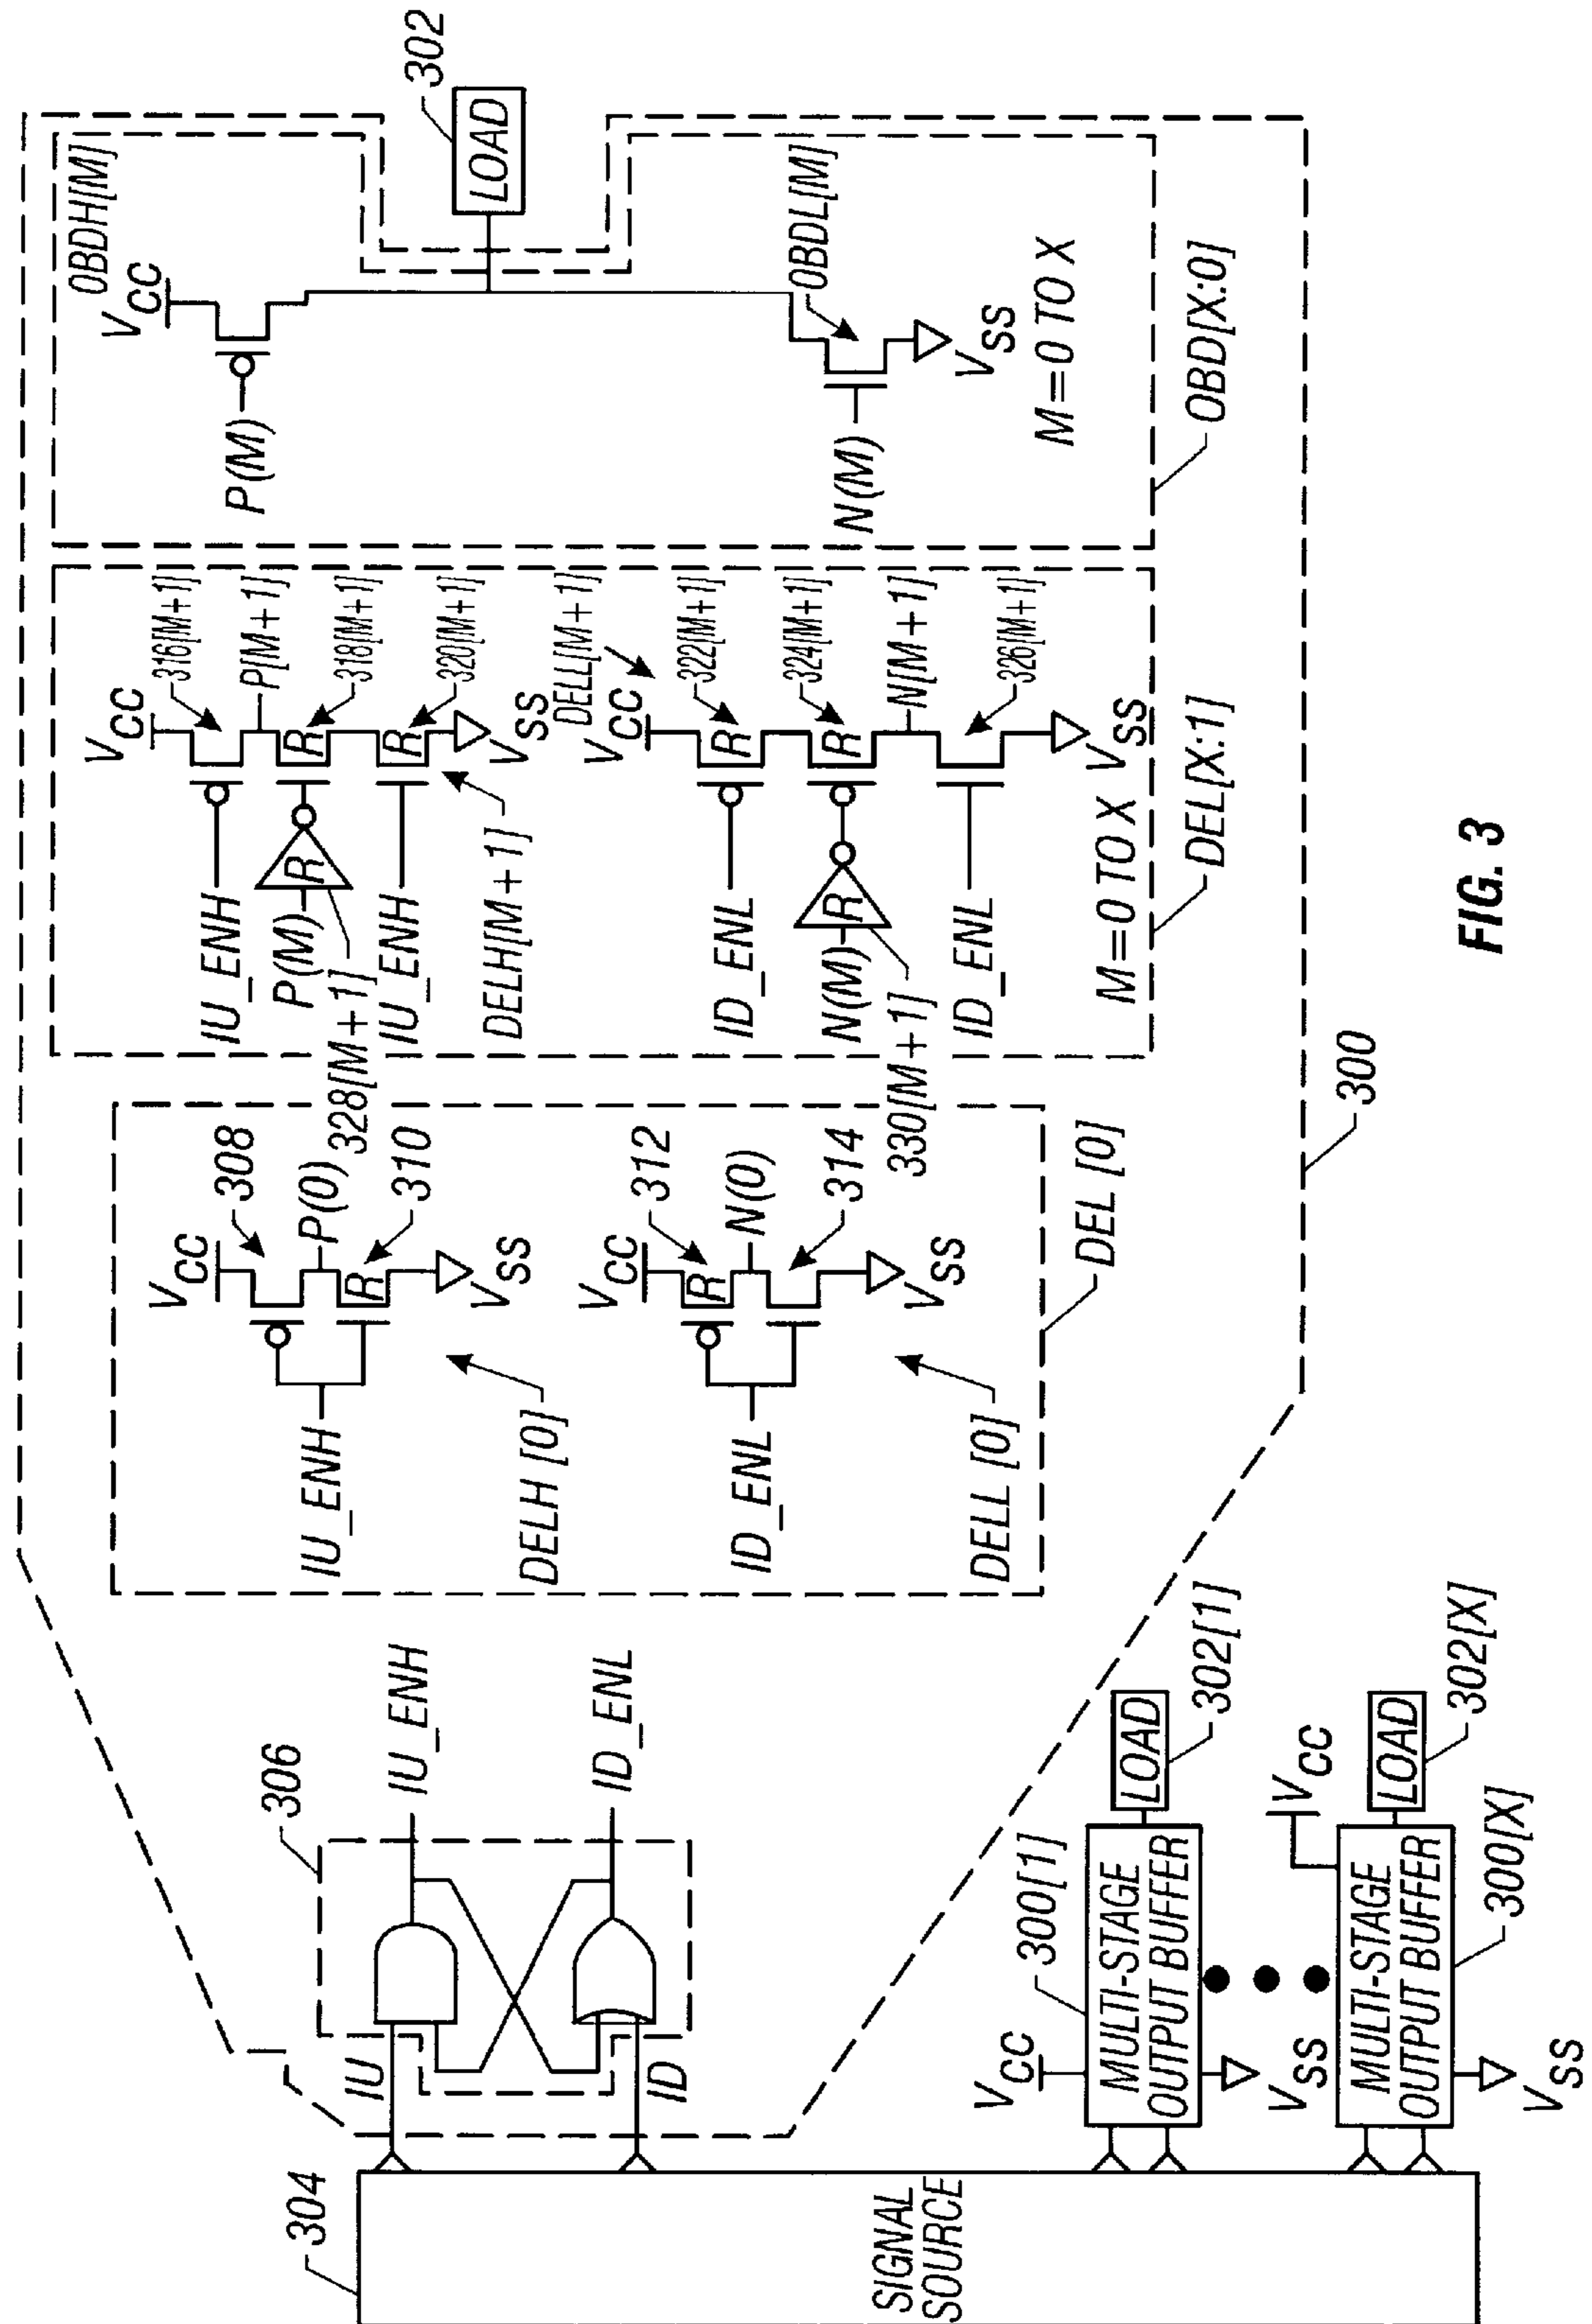 304
SIGNAL
SOURCE
IU
ID
306
IU_ENH
ID_ENL
VCC
300[1]
MULTI-STAGE
OUTPUT BUFFER
LOAD
302[1]
VSS
VCC
MULTI-STAGE
OUTPUT BUFFER
LOAD
302[X]
300[X]
VSS
VCC
308
IU_ENH
P(0)
310
R
VSS
DELH [0]
VCC
312
R
ID_ENL
N(0)
314
VSS
DELL [0]
DEL [0]
VCC
316[M+1]
IU_ENH
P[M+1]
P(M)
R
R
318[M+1]
328[M+1]
IU_ENH
R
320[M+1]
VSS
DELH[M+1]
DELL[M+1]
VCC
322[M+1]
ID_ENL
R
N(M)
R
R
324[M+1]
N[M+1]
330[M+1]
ID_ENL
326[M+1]
VSS
M=0 TO X
DEL[X:1]
OBDH[M]
VCC
P(M)
302
LOAD
OBDL[M]
N(M)
VSS
M=0 TO X
OBD[X:0]
300
FIG. 3